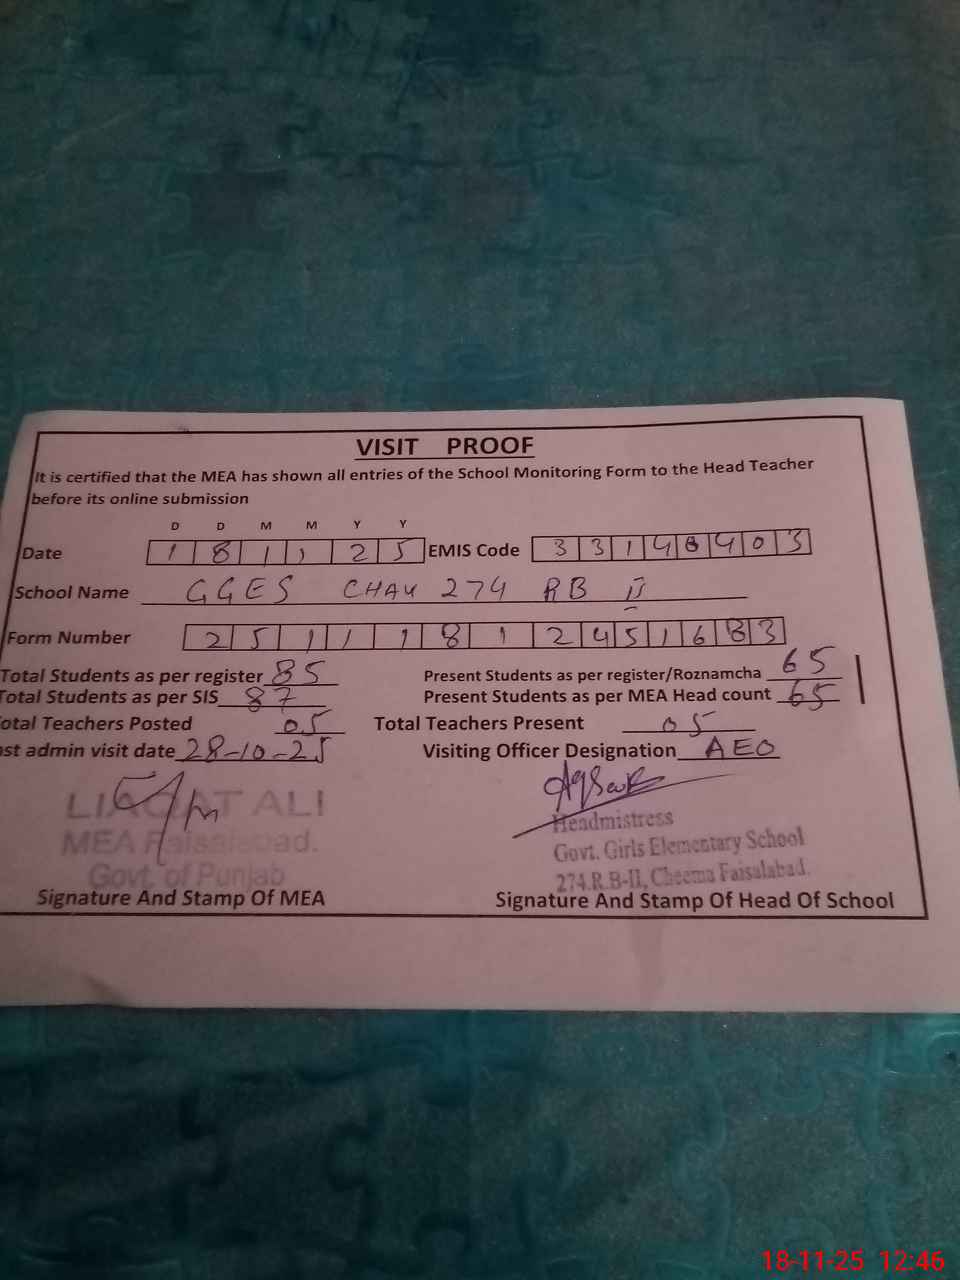 VISIT PROOF
It is certified that the MEA has shown all entries of the School Monitoring Form to the Head Teacher
before its online submission
D D M M Y Y
Date 1 8 1 1 2 5 EMIS Code 3 3 1 4 8 4 0 3
School Name GGES CHAK 274 RB II
Form Number 2 5 1 1 1 8 1 2 4 5 1 6 8 3
Total Students as per register 85 Present Students as per register/Roznamcha 65
Total Students as per SIS 87 Present Students as per MEA Head count 65
otal Teachers Posted 05 Total Teachers Present 05
st admin visit date 28-10-25 Visiting Officer Designation AEO
LIAQAT ALI
MEA Faisalabad.
Govt. of Punjab
Headmistress
Govt. Girls Elementary School
274.R.B-II, Cheema Faisalabad.
Signature And Stamp Of MEA Signature And Stamp Of Head Of School
18-11-25 12:46